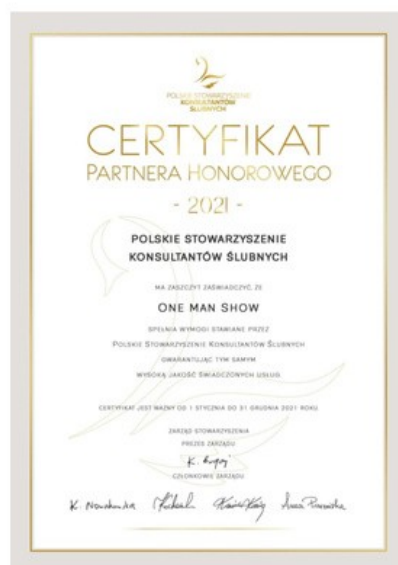 POLSKIE STOWARZYSZENIE
KONSULTANTÓW
ŚLUBNYCH
CERTYFIKAT
PARTNERA HONOROWEGO
- 2021 -
POLSKIE STOWARZYSZENIE
KONSULTANTÓW ŚLUBNYCH
MA ZASZCZYT ZAŚWIADCZYĆ, ŻE
ONE MAN SHOW
SPEŁNIA WYMOGI STAWIANE PRZEZ
POLSKIE STOWARZYSZENIE KONSULTANTÓW ŚLUBNYCH
GWARANTUJĄC TYM SAMYM
WYSOKĄ JAKOŚĆ ŚWIADCZONYCH USŁUG.
CERTYFIKAT JEST WAŻNY OD 1 STYCZNIA DO 31 GRUDNIA 2021 ROKU
ZARZĄD STOWARZYSZENIA
PREZES ZARZĄDU
K.
CZŁONKOWIE ZARZĄDU
K. Anna